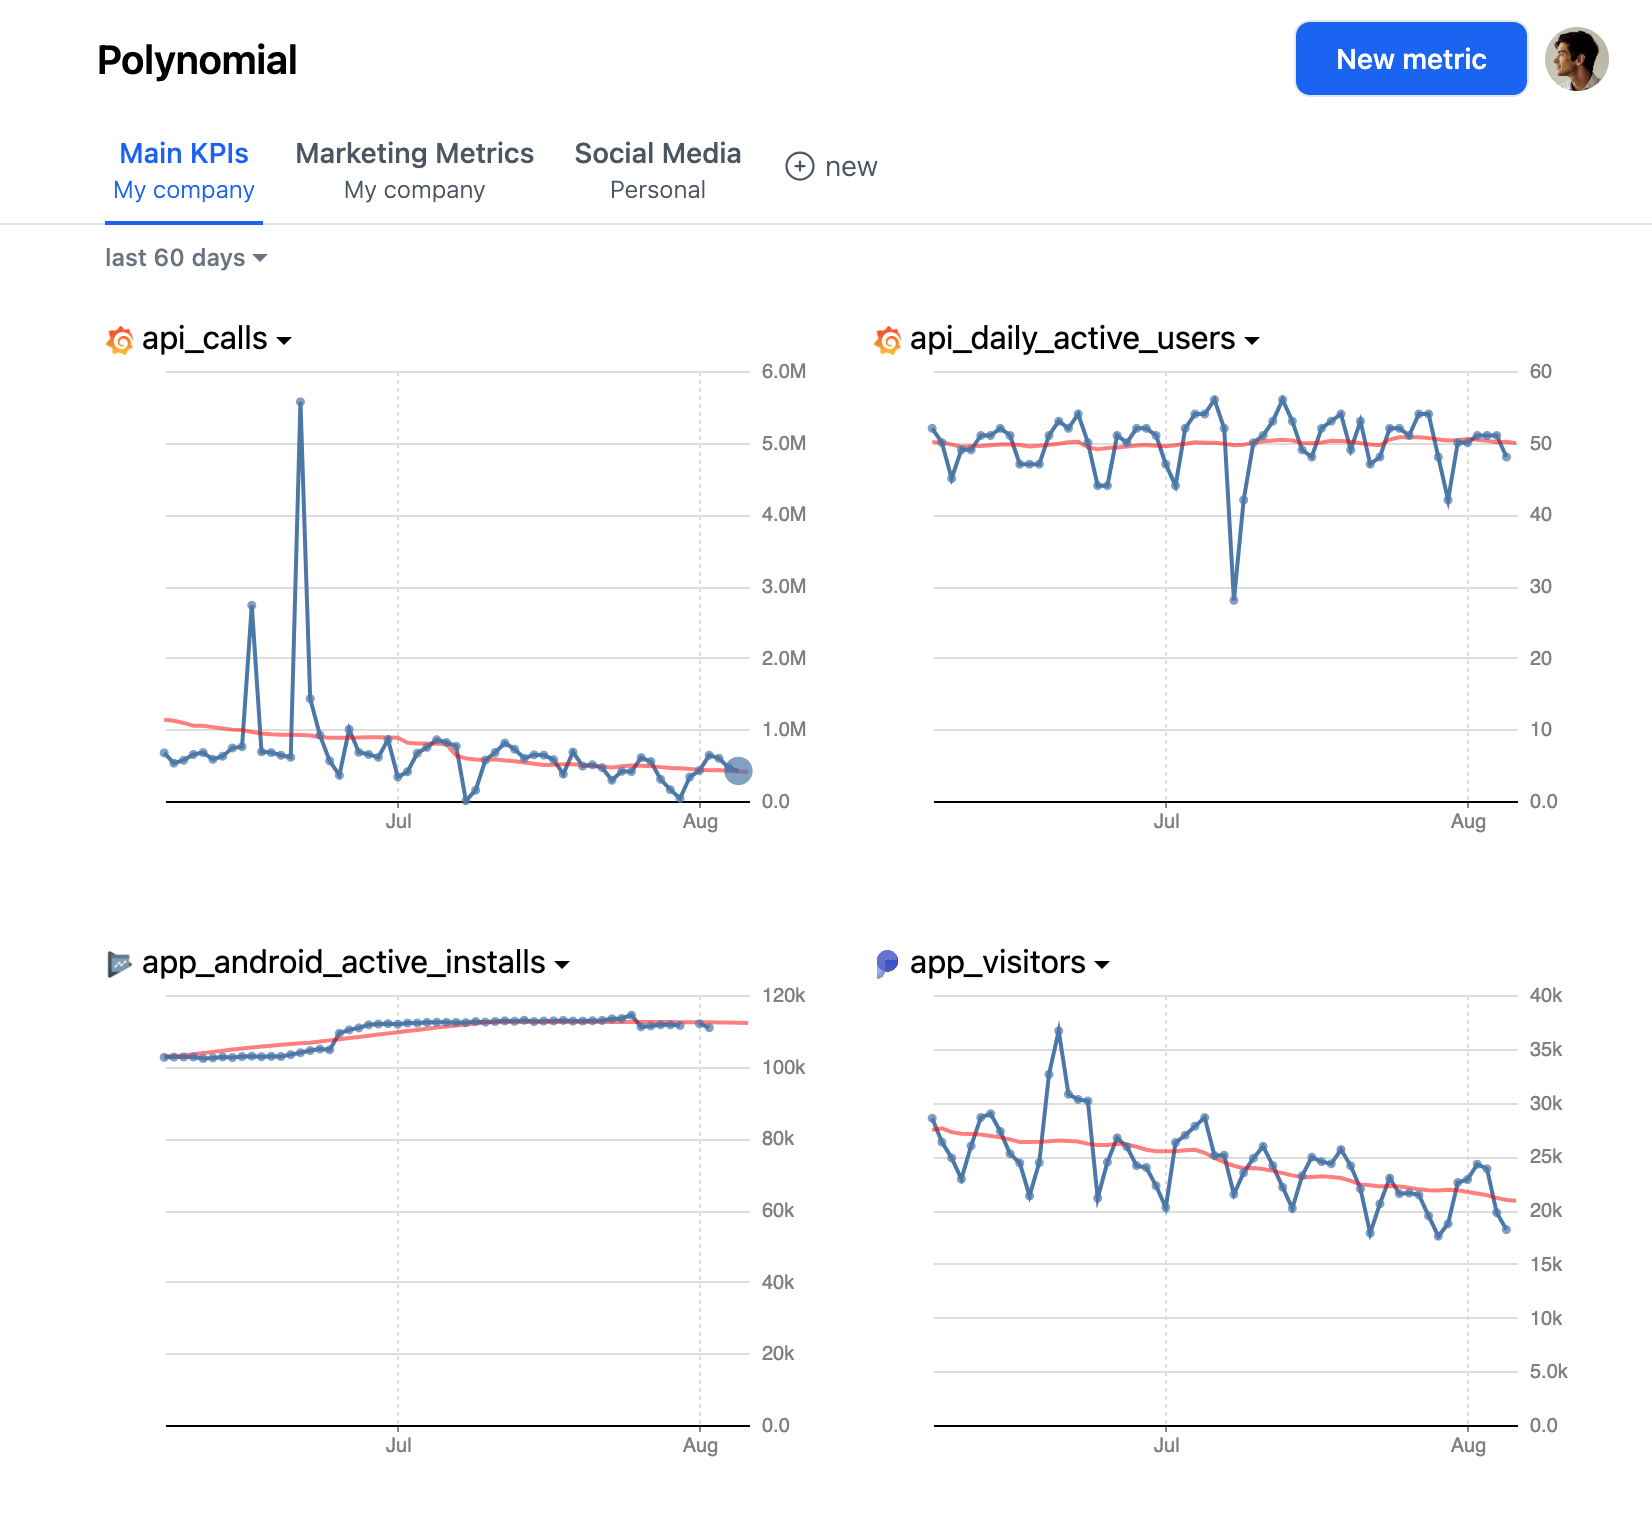 Polynomial
New metric
Main KPIs
My company
Marketing Metrics
My company
Social Media
Personal
new
last 60 days
api_calls
6.0M
5.0M
4.0M
3.0M
2.0M
1.0M
0.0
Jul Aug
api_daily_active_users
60
50
40
30
20
10
0.0
Jul Aug
app_android_active_installs
120k
100k
80k
60k
40k
20k
0.0
Jul Aug
app_visitors
40k
35k
30k
25k
20k
15k
10k
5.0k
0.0
Jul Aug